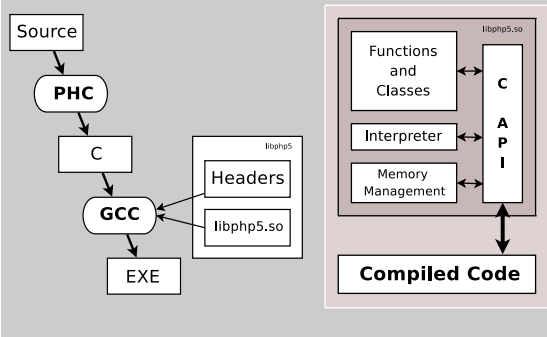 Source
PHC
C
GCC
EXE
libphp5
Headers
libphp5.so
libphp5.so
Functions
and
Classes
Interpreter
Memory
Management
C
A
P
I
Compiled Code